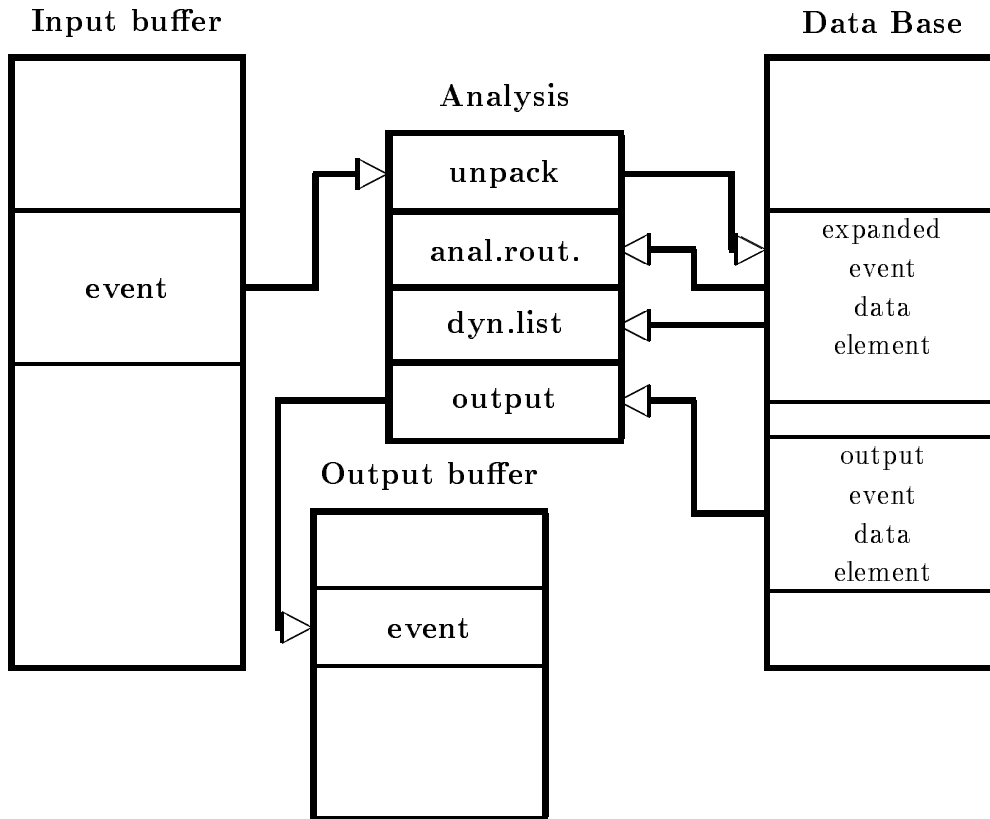 Input buffer
Data Base
Analysis
unpack
anal.rout.
dyn.list
output
event
expanded
event
data
element
output
event
data
element
Output buffer
event